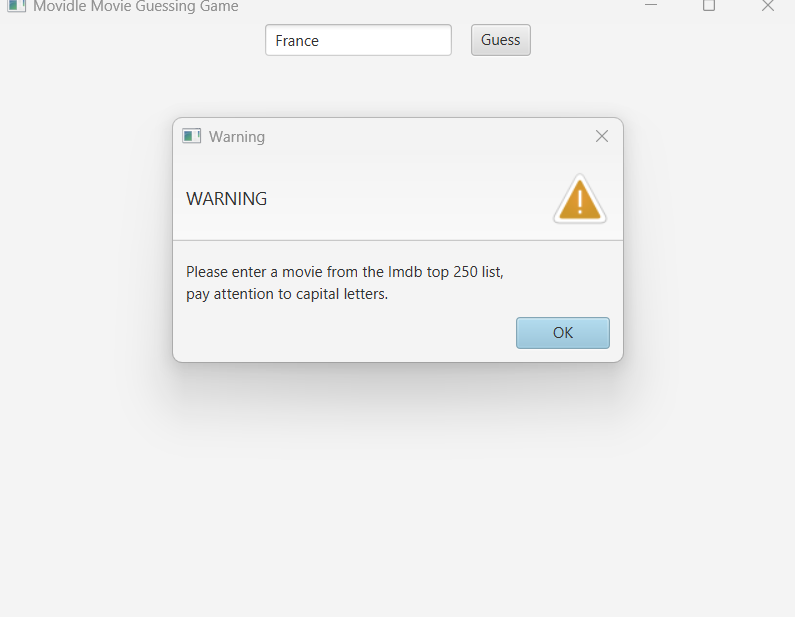 Movidle Movie Guessing Game
France
Guess
Warning
WARNING
Please enter a movie from the Imdb top 250 list,
pay attention to capital letters.
OK